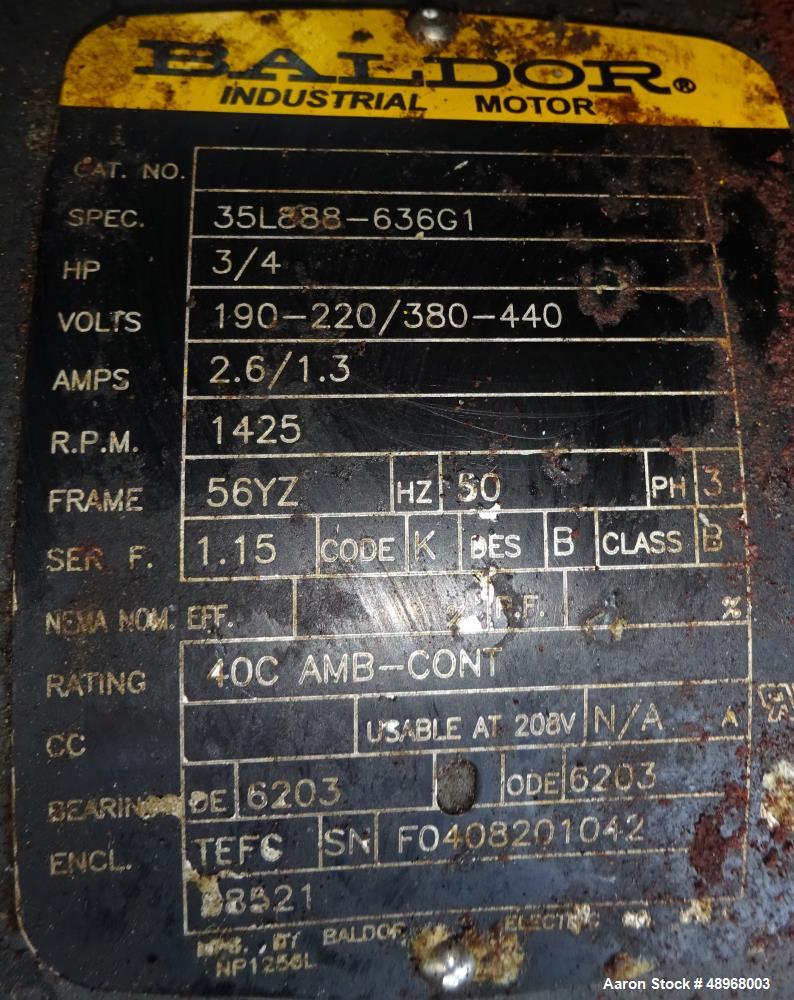 BALDOR®
INDUSTRIAL MOTOR
CAT. NO.
SPEC. 35L888-636G1
HP 3/4
VOLTS 190-220/380-440
AMPS 2.6/1.3
R.P.M. 1425
FRAME 56YZ HZ 50 PH 3
SER. F. 1.15 CODE K DES B CLASS B
NEMA NOM. EFF. % P.F. %
RATING 40C AMB-CONT
CC USABLE AT 208V N/A A
BEARINGS DE 6203 ODE 6203
ENCL. TEFC SN F0408201042
MFG. BY BALDOR ELECTRIC
NP1256L
Aaron Stock # 48968003